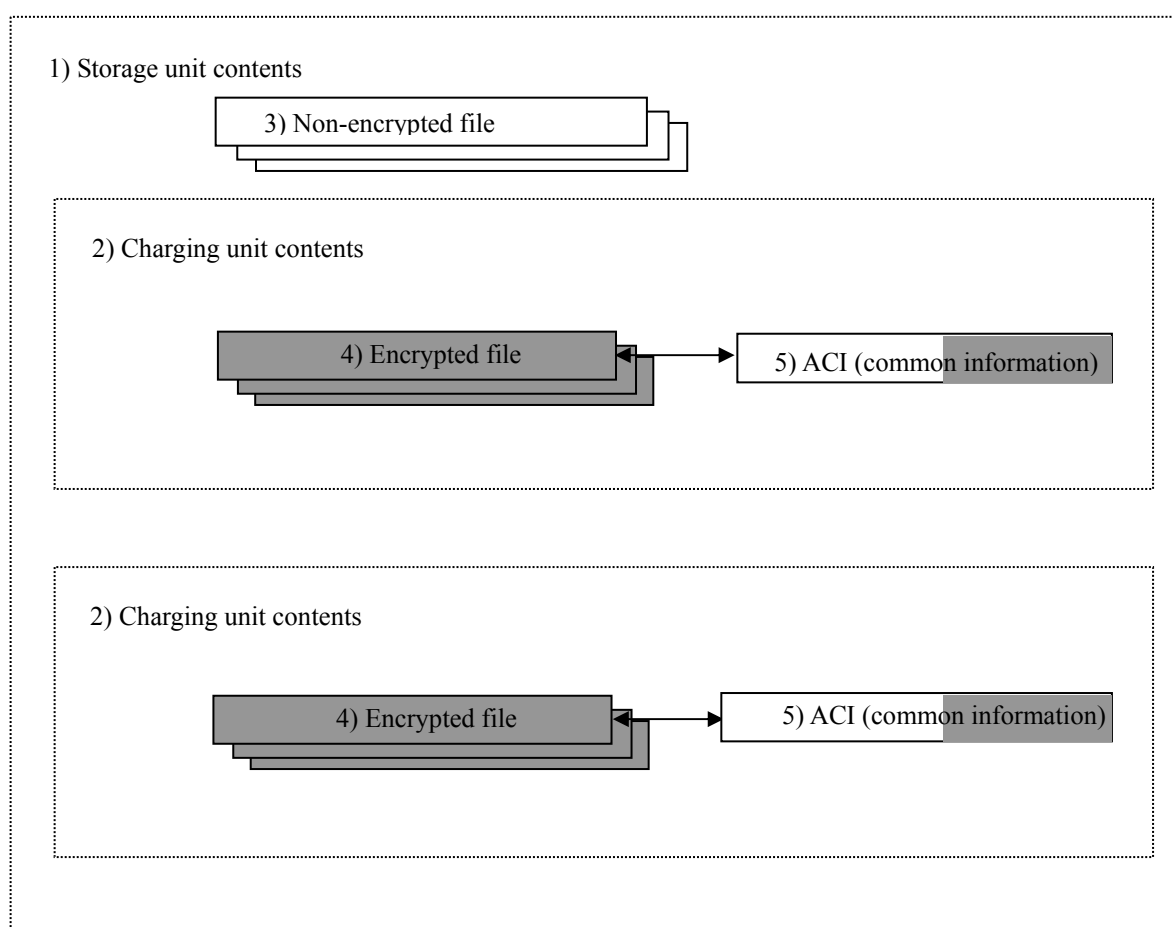 1) Storage unit contents
3) Non-encrypted file
2) Charging unit contents
4) Encrypted file
5) ACI (common information)
2) Charging unit contents
4) Encrypted file
5) ACI (common information)